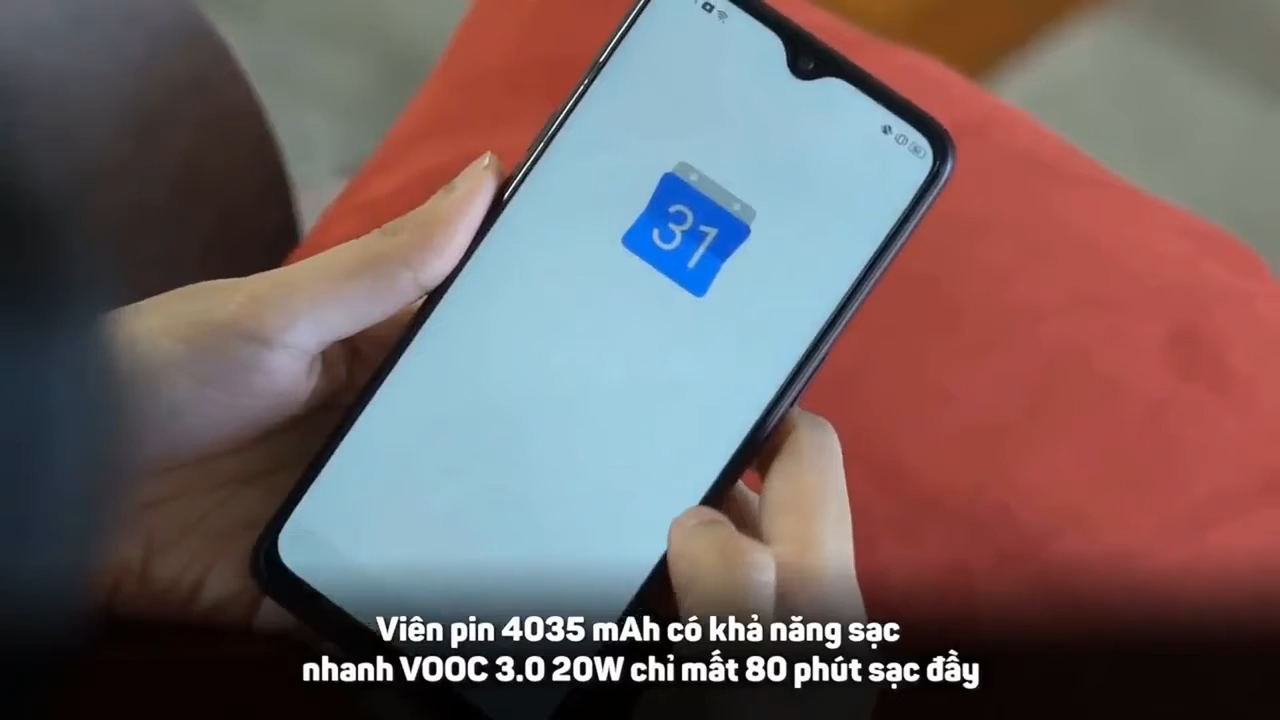 31
Viên pin 4035 mAh có khả năng sạc
nhanh VOOC 3.0 20W chỉ mất 80 phút sạc đầy